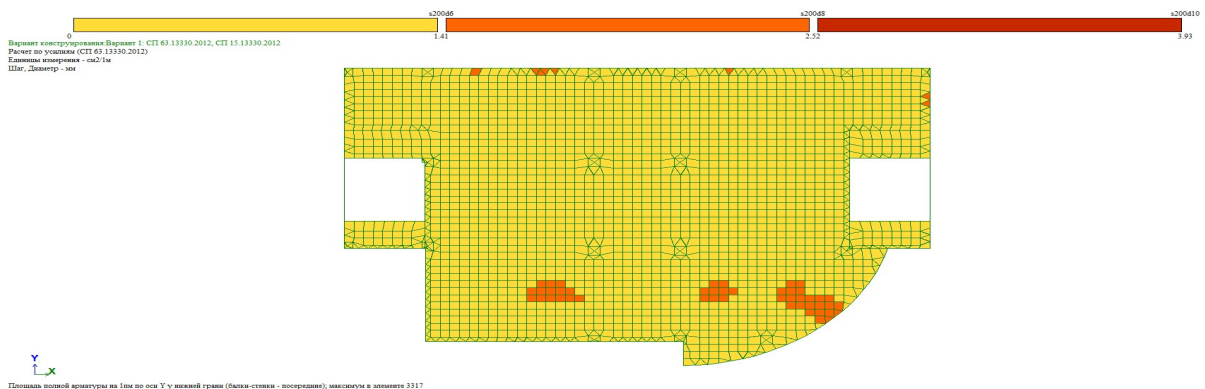 s200d6 s200d8 s200d10
0 1.41 2.52 3.93
Вариант конструирования:Вариант 1: СП 63.13330.2012, СП 15.13330.2012
Расчет по усилиям (СП 63.13330.2012)
Единицы измерения - см2/1м
Шаг, Диаметр - мм
Y
X
Площадь полной арматуры на 1пм по оси Y у нижней грани (балки-стенки - посередине); максимум в элементе 3317